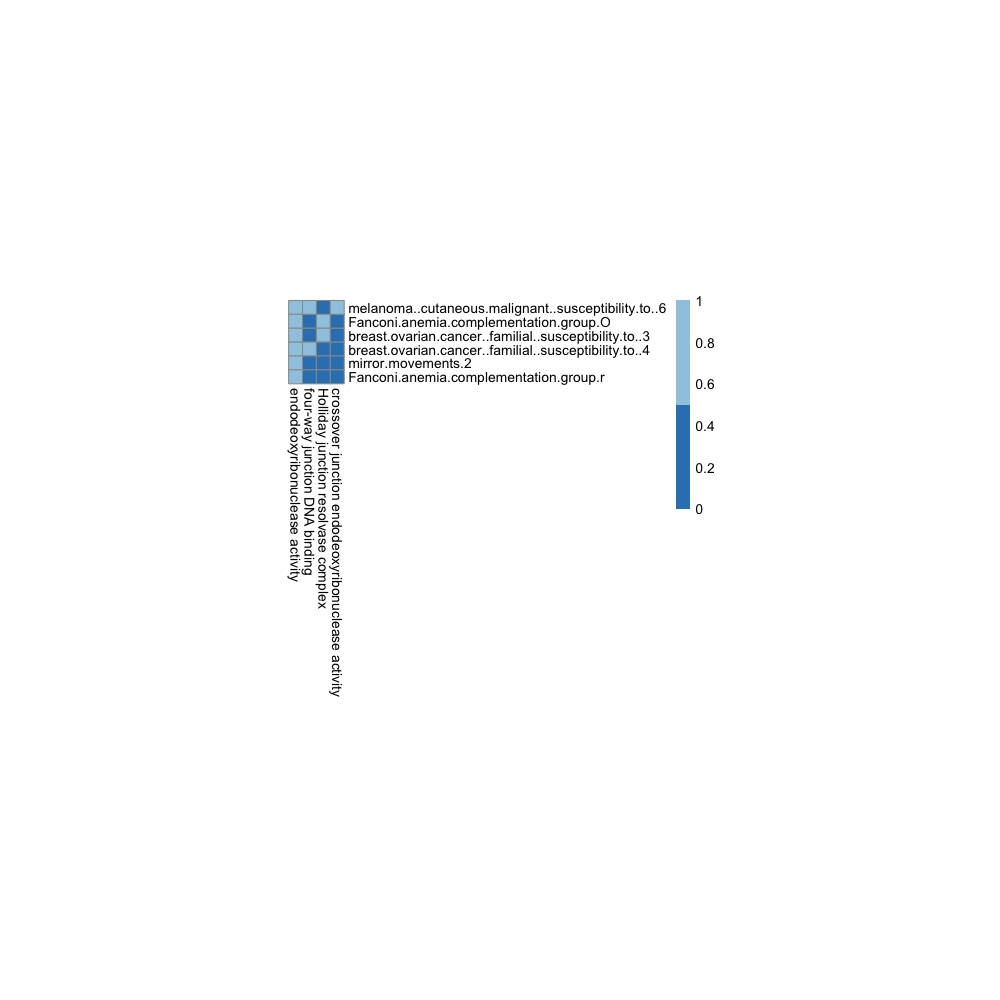 melanoma..cutaneous.malignant..susceptibility.to..6
Fanconi.anemia.complementation.group.O
breast.ovarian.cancer..familial..susceptibility.to..3
breast.ovarian.cancer..familial..susceptibility.to..4
mirror.movements.2
Fanconi.anemia.complementation.group.r
endodeoxyribonuclease activity
four-way junction DNA binding
Holliday junction resolvase complex
crossover junction endodeoxyribonuclease activity
1
0.8
0.6
0.4
0.2
0